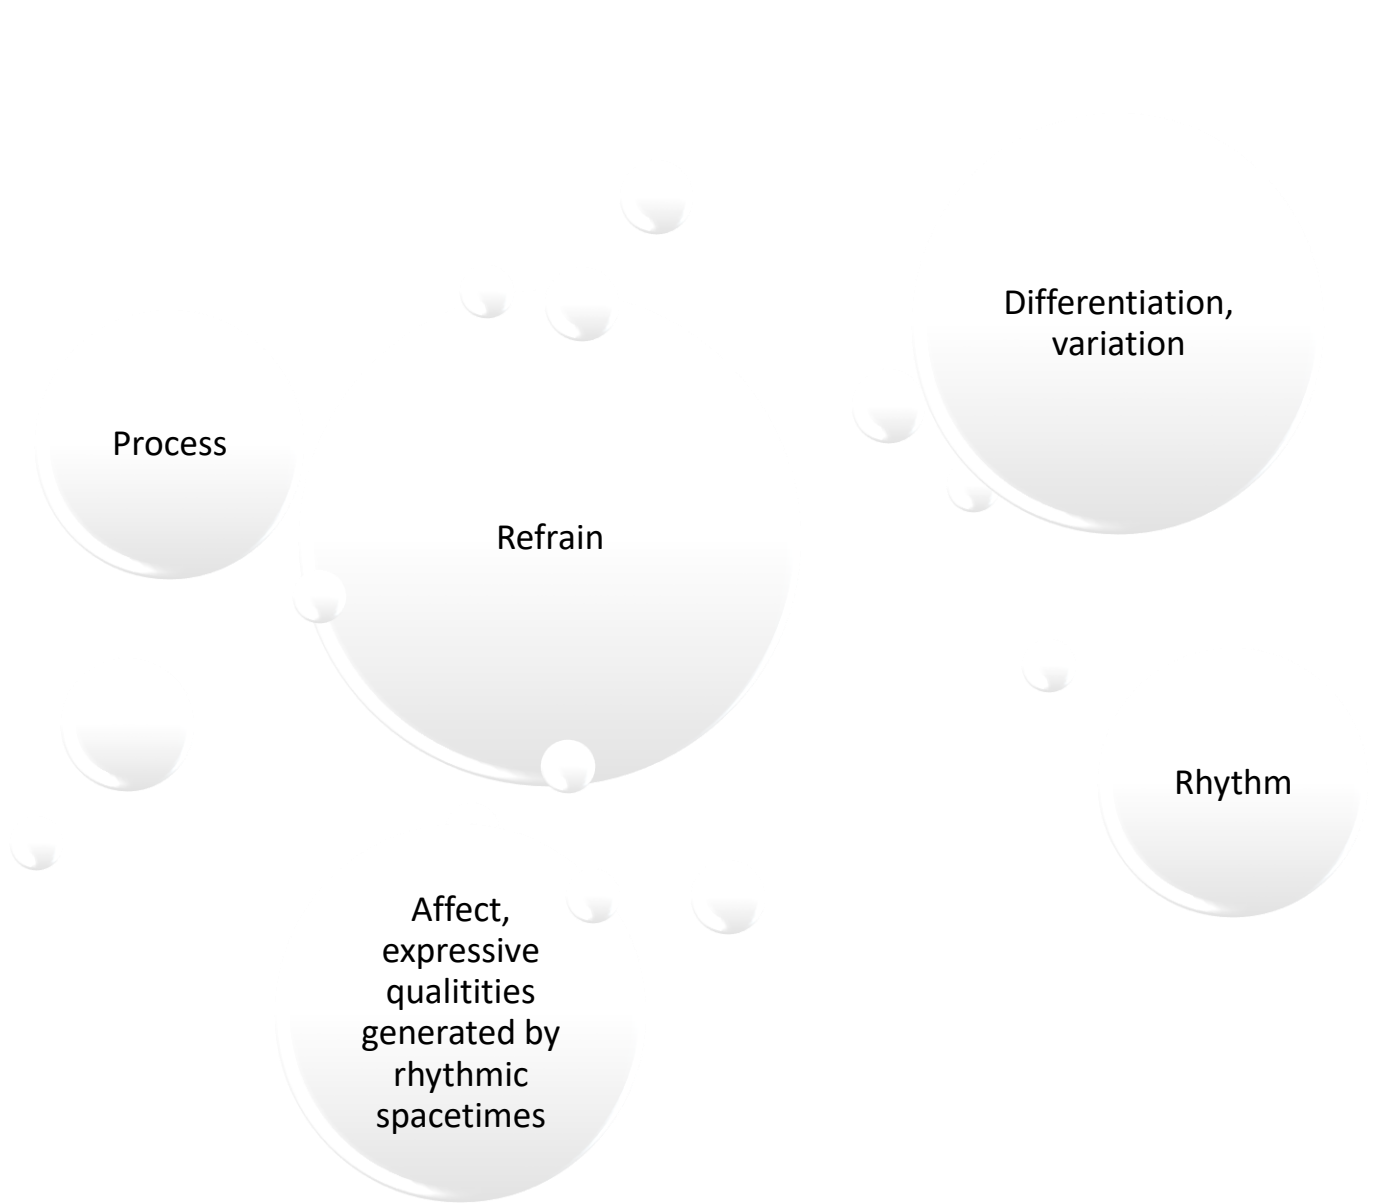 Differentiation,
variation
Process
Refrain
Rhythm
Affect,
expressive
qualitities
generated by
rhythmic
spacetimes